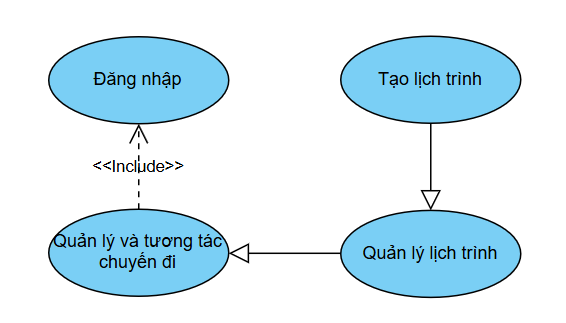 Đăng nhập
Tạo lịch trình
<<Include>>
Quản lý và tương tác
chuyến đi
Quản lý lịch trình